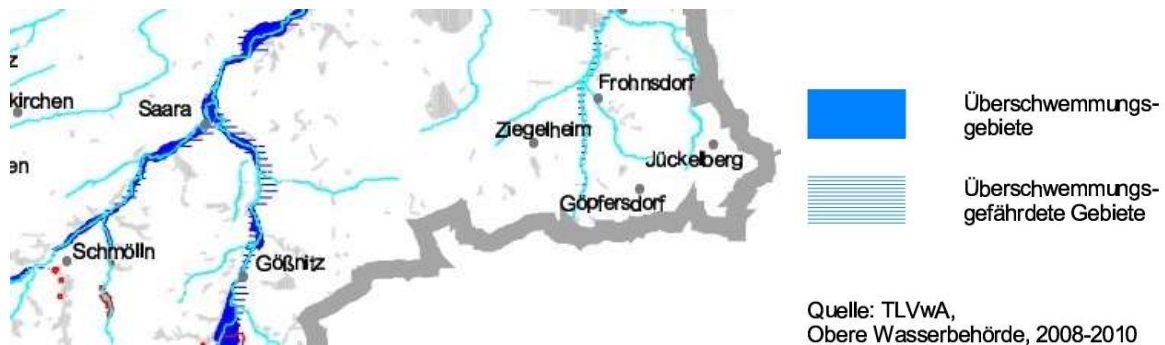 z
kirchen
en
Saara
Schmölln
Gößnitz
Frohnsdorf
Ziegelheim
Jückelberg
Göpfersdorf
Überschwemmungs-
gebiete
Überschwemmungs-
gefährdete Gebiete
Quelle: TLVwA,
Obere Wasserbehörde, 2008-2010